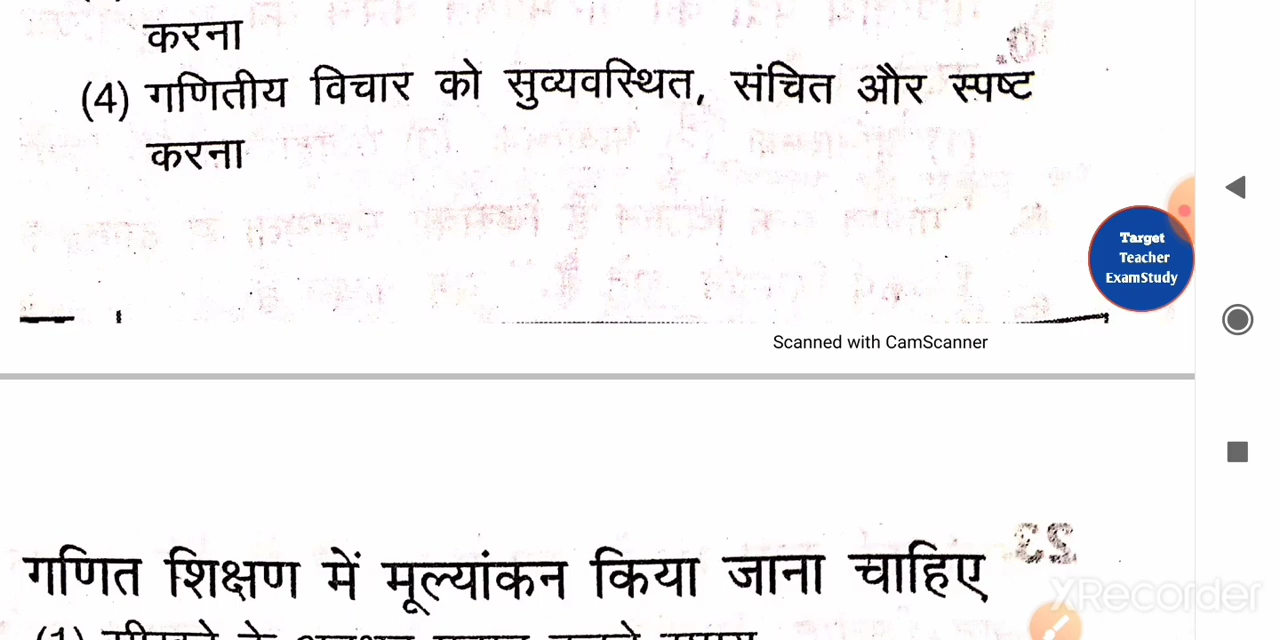 करना
(4) गणितीय विचार को सुव्यवस्थित, संचित और स्पष्ट
करना
Target
Teacher
ExamStudy
Scanned with CamScanner
गणित शिक्षण में मूल्यांकन किया जाना चाहिए
XRecorder